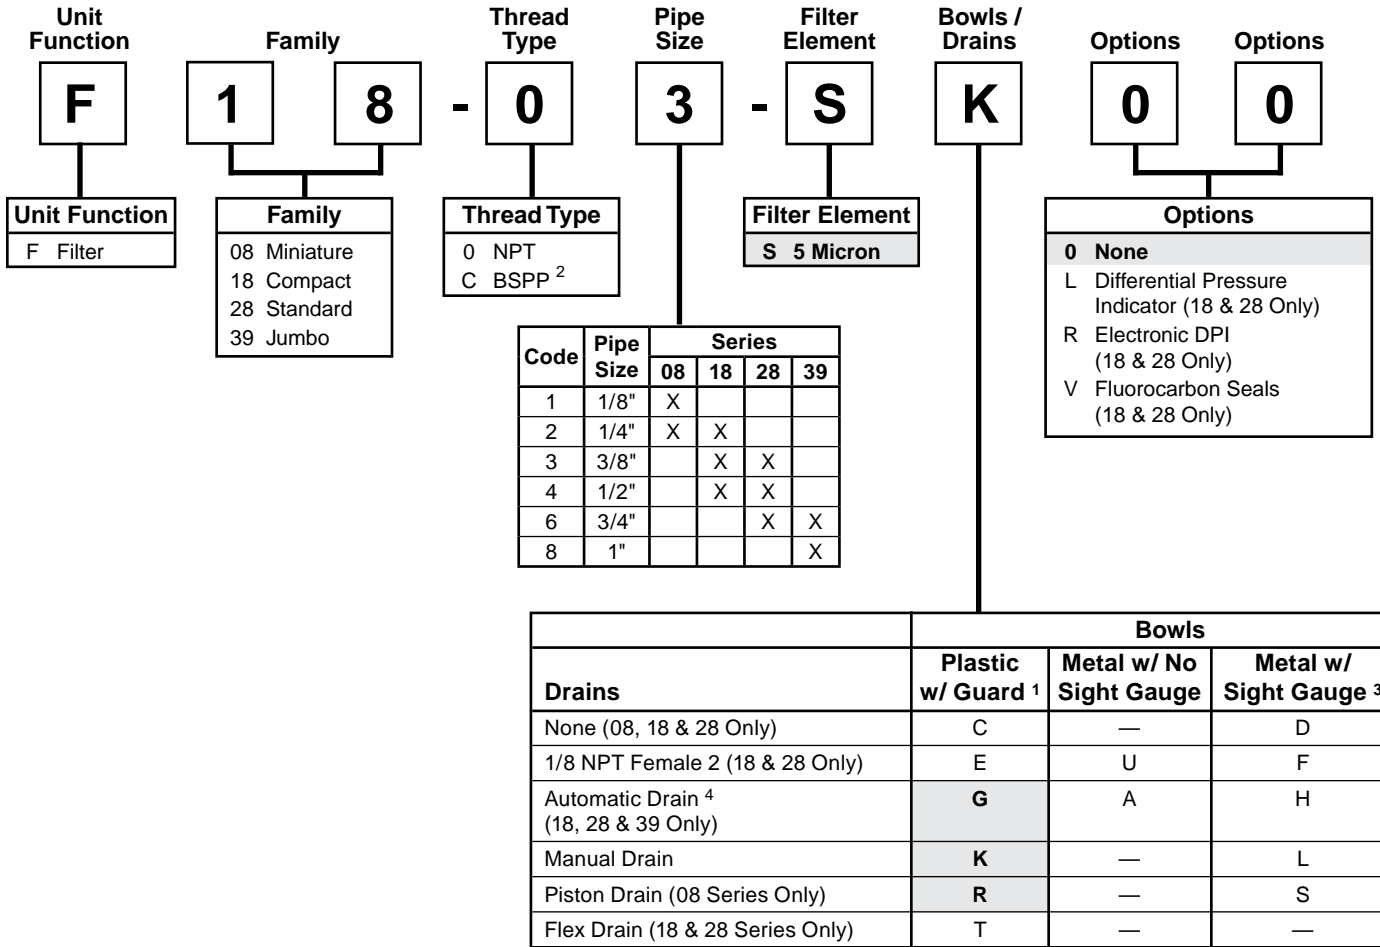 Unit Function
Family
Thread Type
Pipe Size
Filter Element
Bowls / Drains
Options
Options
F 1 8 - 0 3 - S K 0 0
Unit Function
F Filter
Family
08 Miniature
18 Compact
28 Standard
39 Jumbo
Thread Type
0 NPT
C BSPP 2
Filter Element
S 5 Micron
Options
0 None
L Differential Pressure
Indicator (18 & 28 Only)
R Electronic DPI
(18 & 28 Only)
V Fluorocarbon Seals
(18 & 28 Only)
Code Pipe Size Series
08 18 28 39
1 1/8" X
2 1/4" X X
3 3/8" X X
4 1/2" X X
6 3/4" X X
8 1" X
Bowls
Drains
Plastic w/ Guard 1
Metal w/ No Sight Gauge
Metal w/ Sight Gauge 3
None (08, 18 & 28 Only) C — D
1/8 NPT Female 2 (18 & 28 Only) E U F
Automatic Drain 4 G A H
(18, 28 & 39 Only)
Manual Drain K — L
Piston Drain (08 Series Only) R — S
Flex Drain (18 & 28 Series Only) T — —